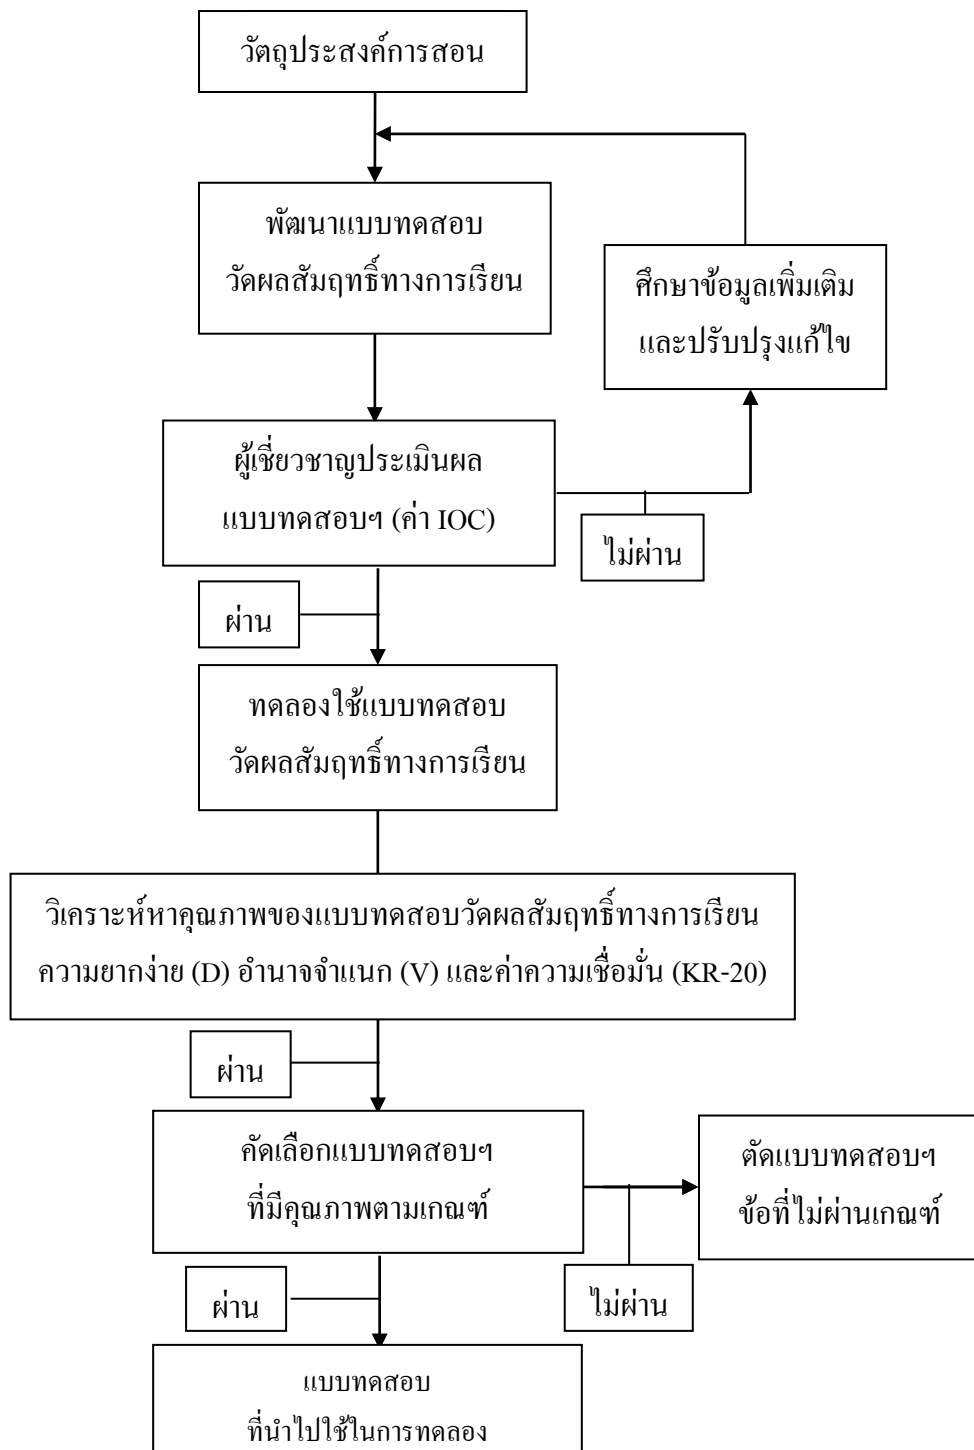 วัตถุประสงค์การสอน
พัฒนาแบบทดสอบ
วัดผลสัมฤทธิ์ทางการเรียน
ศึกษาข้อมูลเพิ่มเติม
และปรับปรุงแก้ไข
ผู้เชี่ยวชาญประเมินผล
แบบทดสอบฯ (ค่า IOC)
ไม่ผ่าน
ผ่าน
ทดลองใช้แบบทดสอบ
วัดผลสัมฤทธิ์ทางการเรียน
วิเคราะห์หาคุณภาพของแบบทดสอบวัดผลสัมฤทธิ์ทางการเรียน
ความยากง่าย (D) อำนาจจำแนก (V) และค่าความเชื่อมั่น (KR-20)
ผ่าน
คัดเลือกแบบทดสอบฯ
ที่มีคุณภาพตามเกณฑ์
ตัดแบบทดสอบฯ
ข้อที่ไม่ผ่านเกณฑ์
ผ่าน
ไม่ผ่าน
แบบทดสอบ
ที่นำไปใช้ในการทดลอง